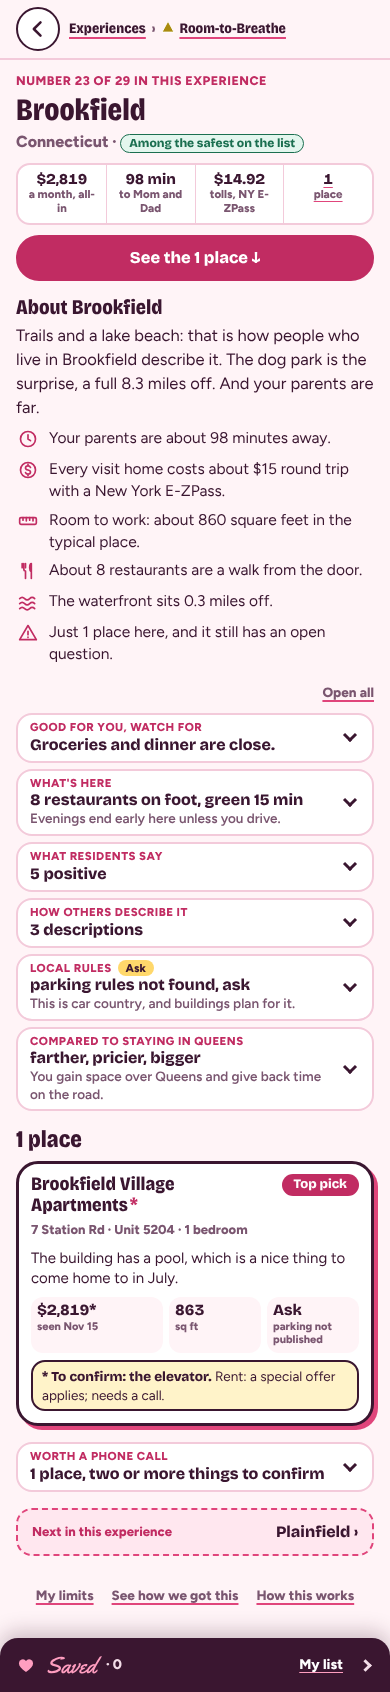 Experiences › Room-to-Breathe
NUMBER 23 OF 29 IN THIS EXPERIENCE
Brookfield
Connecticut · Among the safest on the list
$2,819
a month, all-
in
98 min
to Mom and
Dad
$14.92
tolls, NY E-
ZPass
1
place
See the 1 place ↓
About Brookfield
Trails and a lake beach: that is how people who
live in Brookfield describe it. The dog park is the
surprise, a full 8.3 miles off. And your parents are
far.
Your parents are about 98 minutes away.
Every visit home costs about $15 round trip
with a New York E-ZPass.
Room to work: about 860 square feet in the
typical place.
About 8 restaurants are a walk from the door.
The waterfront sits 0.3 miles off.
Just 1 place here, and it still has an open
question.
Open all
GOOD FOR YOU, WATCH FOR
Groceries and dinner are close.
WHAT'S HERE
8 restaurants on foot, green 15 min
Evenings end early here unless you drive.
WHAT RESIDENTS SAY
5 positive
HOW OTHERS DESCRIBE IT
3 descriptions
LOCAL RULES Ask
parking rules not found, ask
This is car country, and buildings plan for it.
COMPARED TO STAYING IN QUEENS
farther, pricier, bigger
You gain space over Queens and give back time
on the road.
1 place
Brookfield Village
Apartments*
Top pick
7 Station Rd · Unit 5204 · 1 bedroom
The building has a pool, which is a nice thing to
come home to in July.
$2,819*
seen Nov 15
863
sq ft
Ask
parking not
published
* To confirm: the elevator. Rent: a special offer
applies; needs a call.
WORTH A PHONE CALL
1 place, two or more things to confirm
Next in this experience
Plainfield ›
My limits See how we got this How this works
Saved · 0
My list